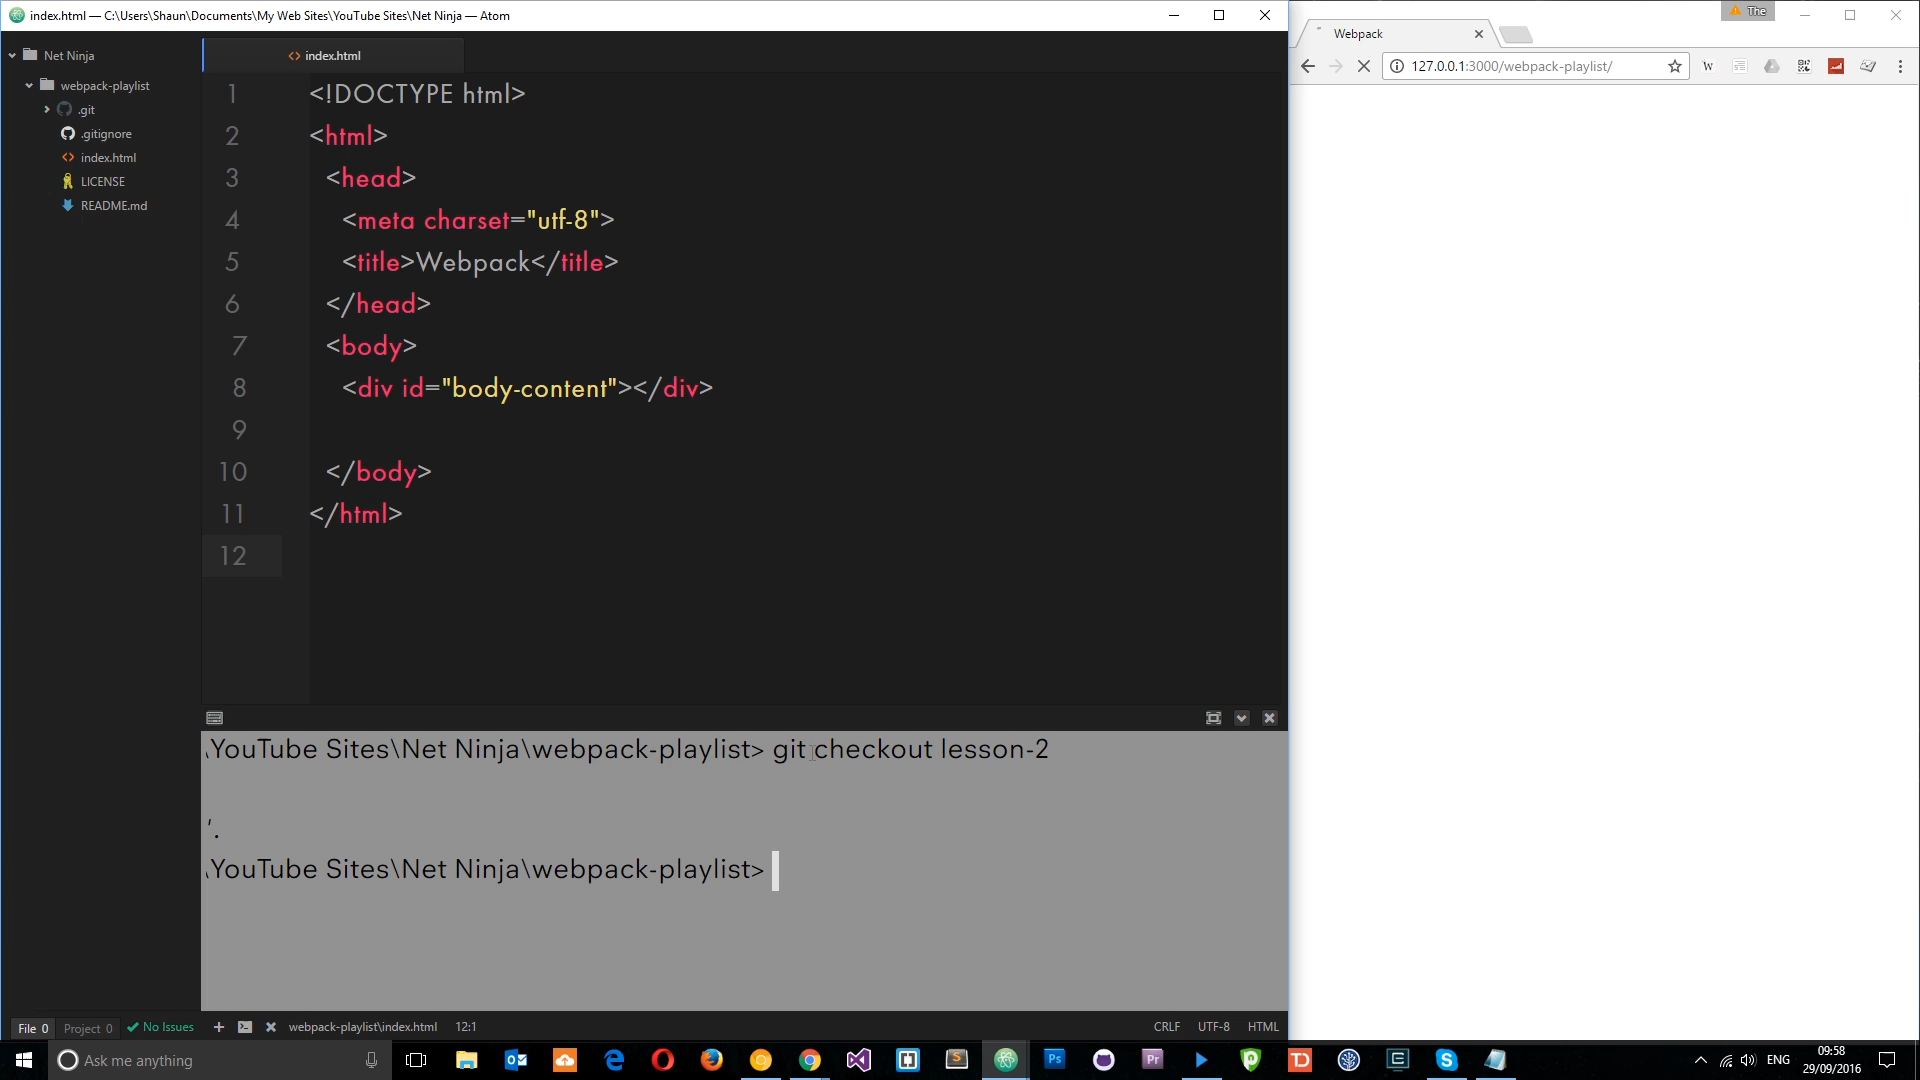 index.html — C:\Users\Shaun\Documents\My Web Sites\YouTube Sites\Net Ninja — Atom
Net Ninja
webpack-playlist
.git
.gitignore
index.html
LICENSE
README.md
index.html
1 <!DOCTYPE html>
2 <html>
3 <head>
4 <meta charset="utf-8">
5 <title>Webpack</title>
6 </head>
7 <body>
8 <div id="body-content"></div>
9
10 </body>
11 </html>
12
\YouTube Sites\Net Ninja\webpack-playlist> git checkout lesson-2
'.
\YouTube Sites\Net Ninja\webpack-playlist>
File 0 Project 0 No Issues webpack-playlist\index.html 12:1 CRLF UTF-8 HTML
The
Webpack
127.0.0.1:3000/webpack-playlist/
W
Ask me anything
Ps
Pr
ENG
09:58
29/09/2016